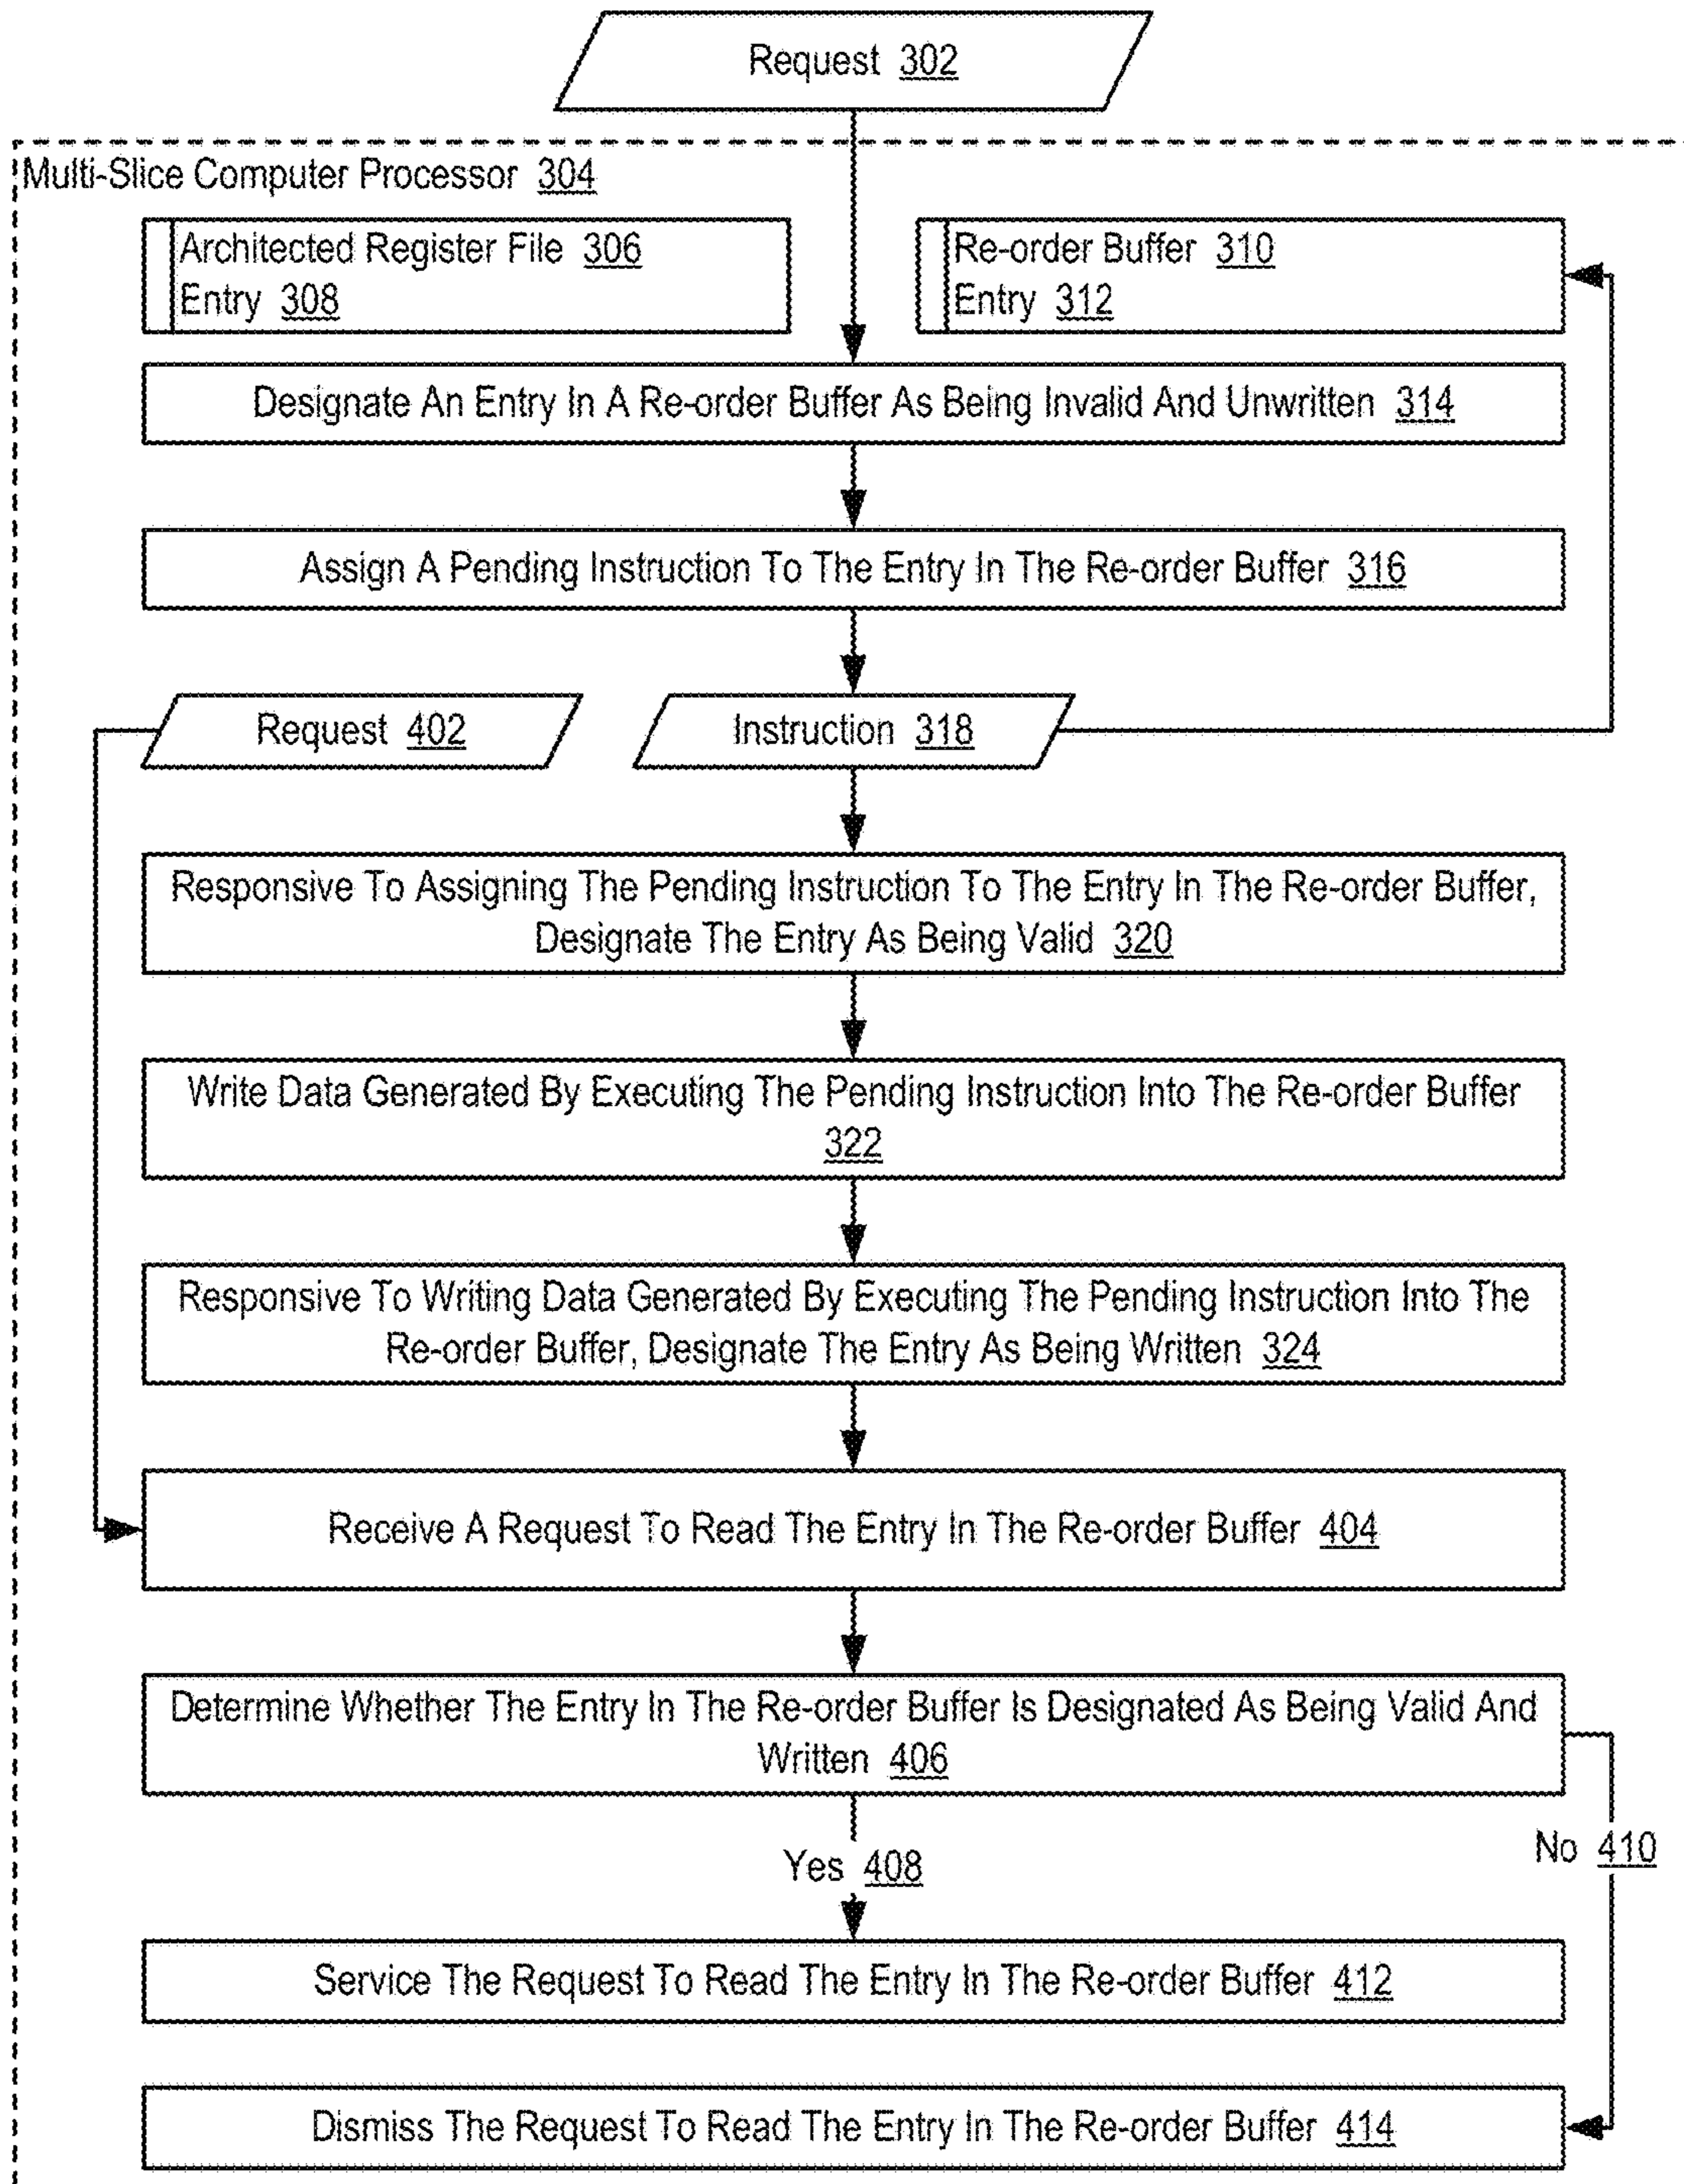 Request 302
Multi-Slice Computer Processor 304
Architected Register File 306
Entry 308
Re-order Buffer 310
Entry 312
Designate An Entry In A Re-order Buffer As Being Invalid And Unwritten 314
Assign A Pending Instruction To The Entry In The Re-order Buffer 316
Request 402
Instruction 318
Responsive To Assigning The Pending Instruction To The Entry In The Re-order Buffer,
Designate The Entry As Being Valid 320
Write Data Generated By Executing The Pending Instruction Into The Re-order Buffer
322
Responsive To Writing Data Generated By Executing The Pending Instruction Into The
Re-order Buffer, Designate The Entry As Being Written 324
Receive A Request To Read The Entry In The Re-order Buffer 404
Determine Whether The Entry In The Re-order Buffer Is Designated As Being Valid And
Written 406
No 410
Yes 408
Service The Request To Read The Entry In The Re-order Buffer 412
Dismiss The Request To Read The Entry In The Re-order Buffer 414